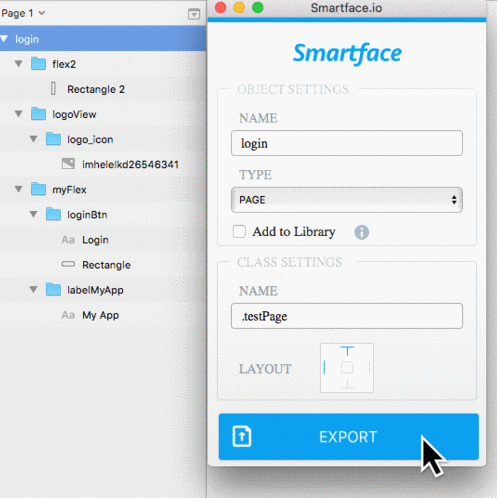 Page 1
login
flex2
Rectangle 2
logoView
logo_icon
imhelelkd26546341
myFlex
loginBtn
Aa Login
Rectangle
labelMyApp
Aa My App
Smartface.io
Smartface
OBJECT SETTINGS
NAME
login
TYPE
PAGE
Add to Library i
CLASS SETTINGS
NAME
.testPage
LAYOUT
EXPORT